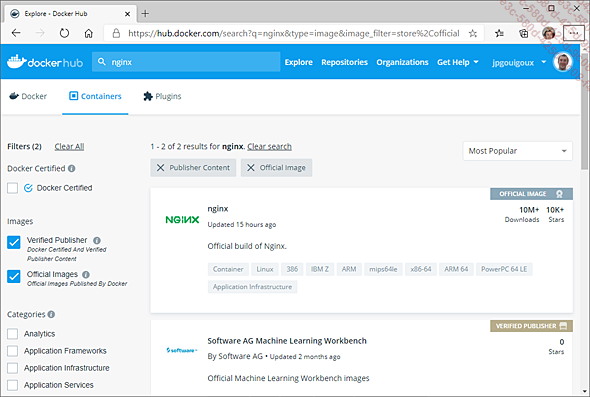 Explore - Docker Hub
https://hub.docker.com/search?q=nginx&type=image&image_filter=store%2Cofficial
docker hub
nginx
Explore Repositories Organizations Get Help jpgouigoux
Docker Containers Plugins
Filters (2) Clear All
1 - 2 of 2 results for nginx. Clear search
Most Popular
Publisher Content Official Image
Docker Certified
Docker Certified
Images
Verified Publisher
Docker Certified And Verified
Publisher Content
Official Images
Official Images Published By Docker
Categories
Analytics
Application Frameworks
Application Infrastructure
Application Services
OFFICIAL IMAGE
NGINX
nginx
Updated 15 hours ago
10M+ 10K+
Downloads Stars
Official build of Nginx.
Container Linux 386 IBM Z ARM mips64le x86-64 ARM 64 PowerPC 64 LE
Application Infrastructure
VERIFIED PUBLISHER
software
Software AG Machine Learning Workbench
By Software AG • Updated 2 months ago
0
Stars
Official Machine Learning Workbench images